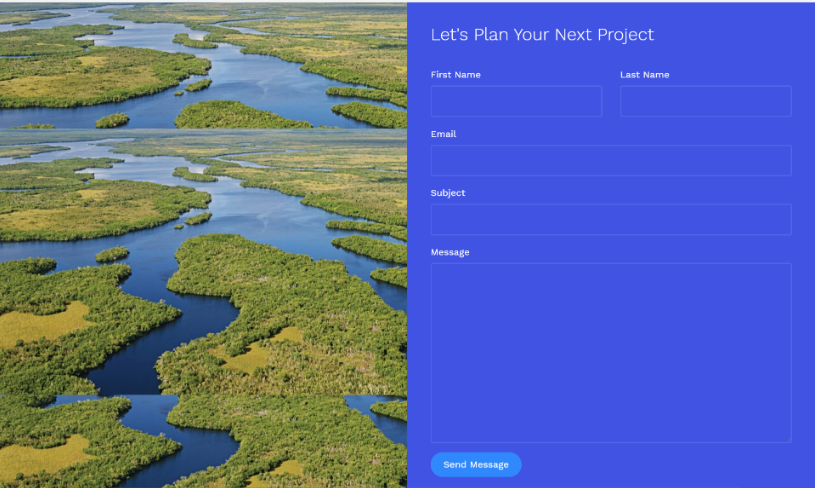 Let's Plan Your Next Project
First Name Last Name
Email
Subject
Message
Send Message